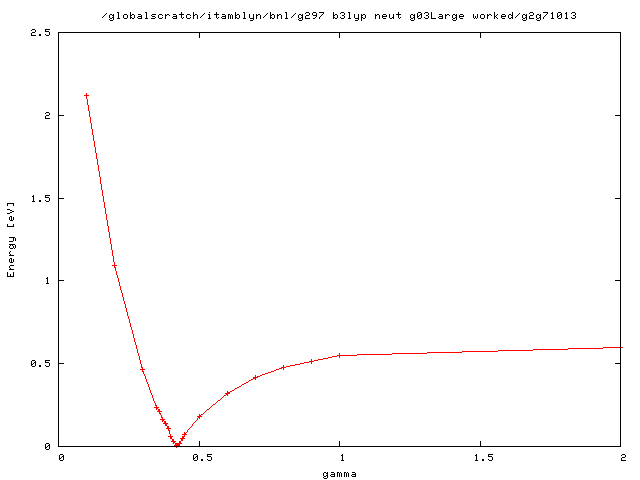 /globalscratch/itamblyn/bnl/g297 b3lyp neut g03Large worked/g2g71013
2.5
2
1.5
1
0.5
0
Energy [eV]
0 0.5 1 1.5 2
gamma